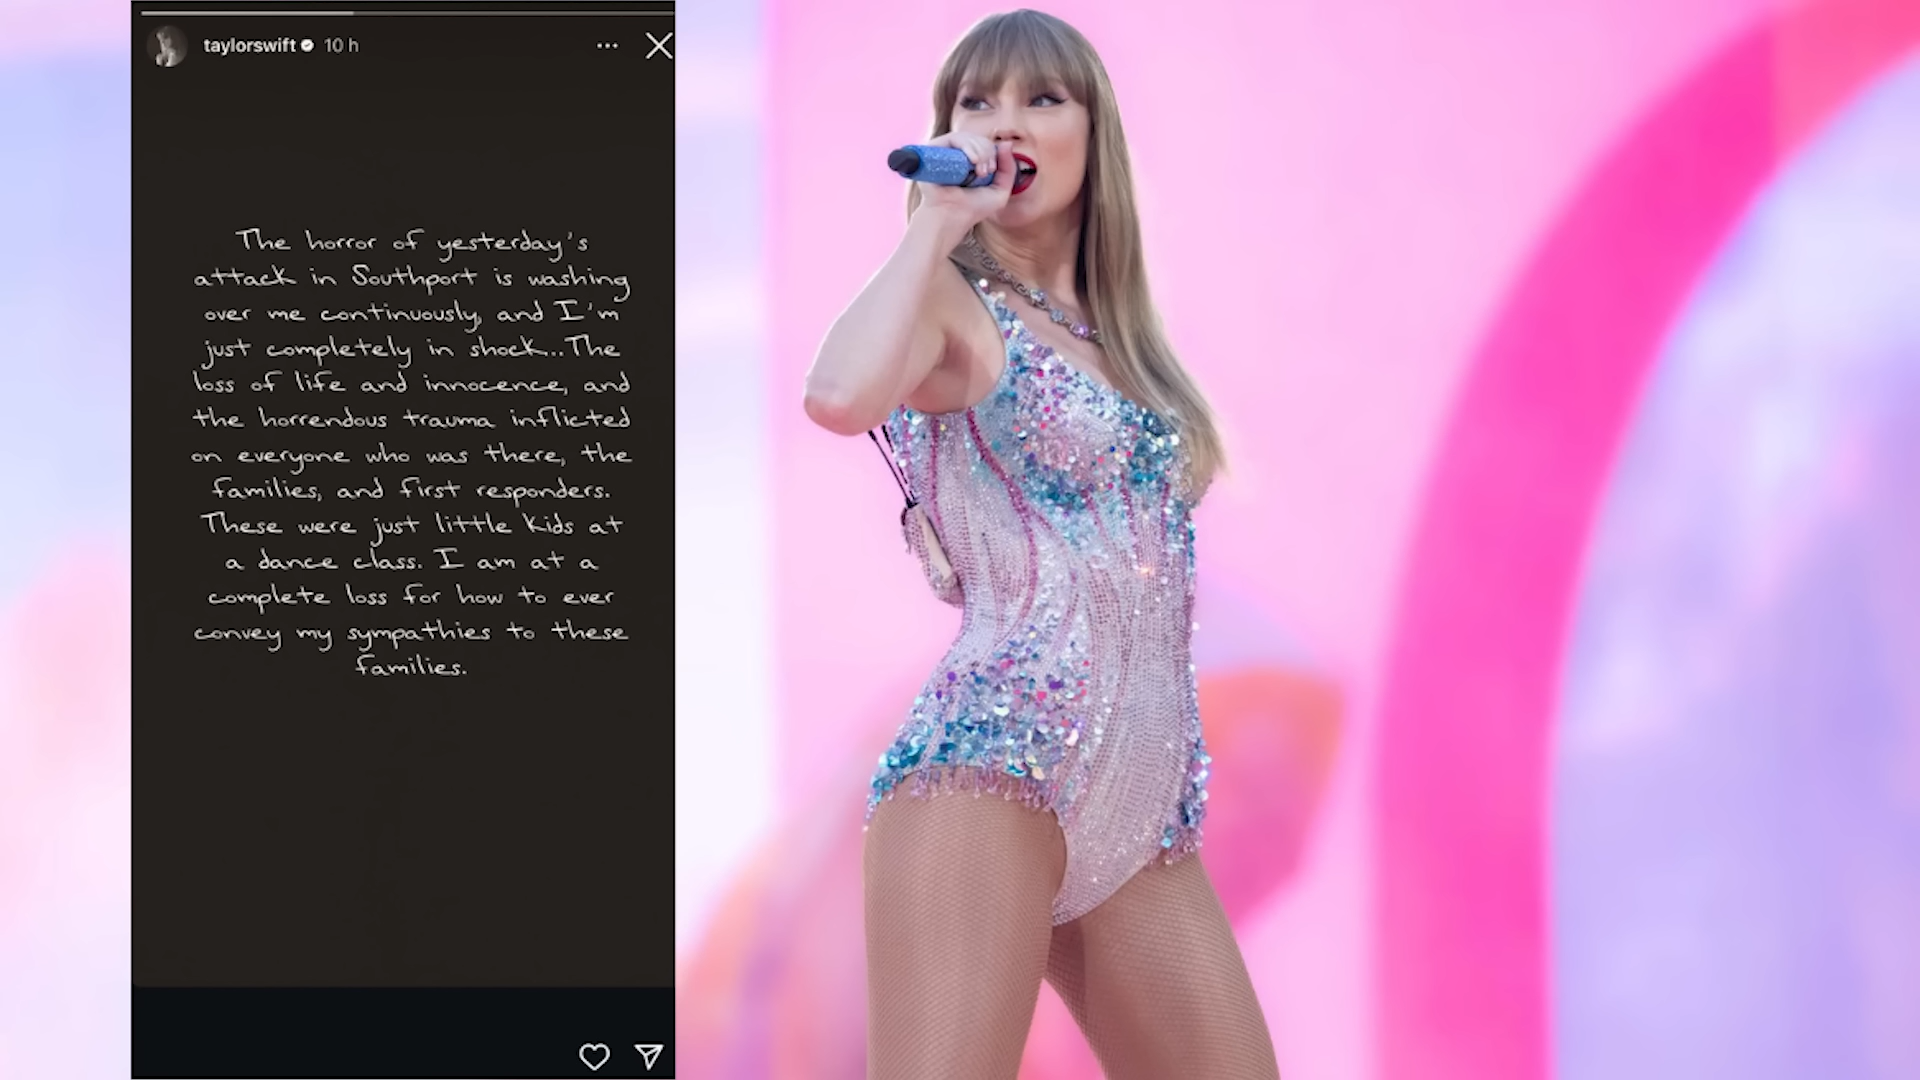 taylorswift 10 h
The horror of yesterday's
attack in Southport is washing
over me continuously, and I'm
just completely in shock...The
loss of life and innocence, and
the horrendous trauma inflicted
on everyone who was there, the
families, and first responders.
These were just little kids at
a dance class. I am at a
complete loss for how to ever
convey my sympathies to these
families.